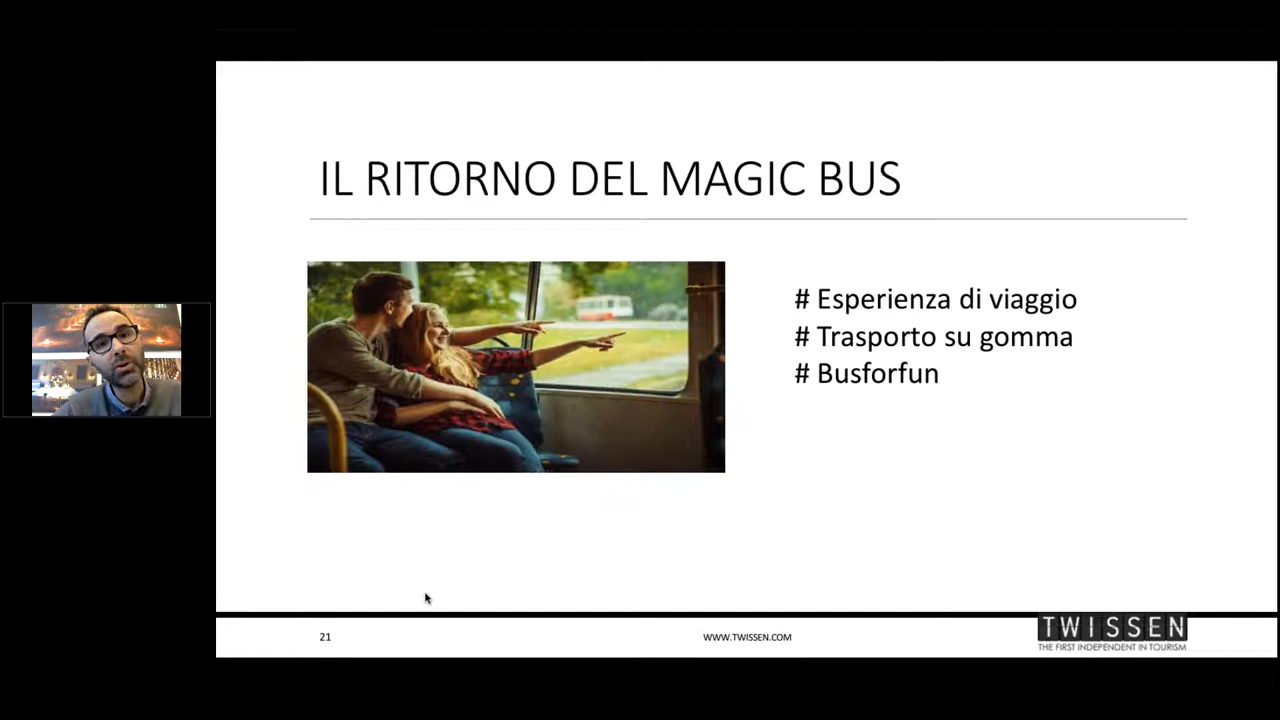 IL RITORNO DEL MAGIC BUS
# Esperienza di viaggio
# Trasporto su gomma
# Busforfun
21
WWW.TWISSEN.COM
TWISSEN
THE FIRST INDEPENDENT IN TOURISM